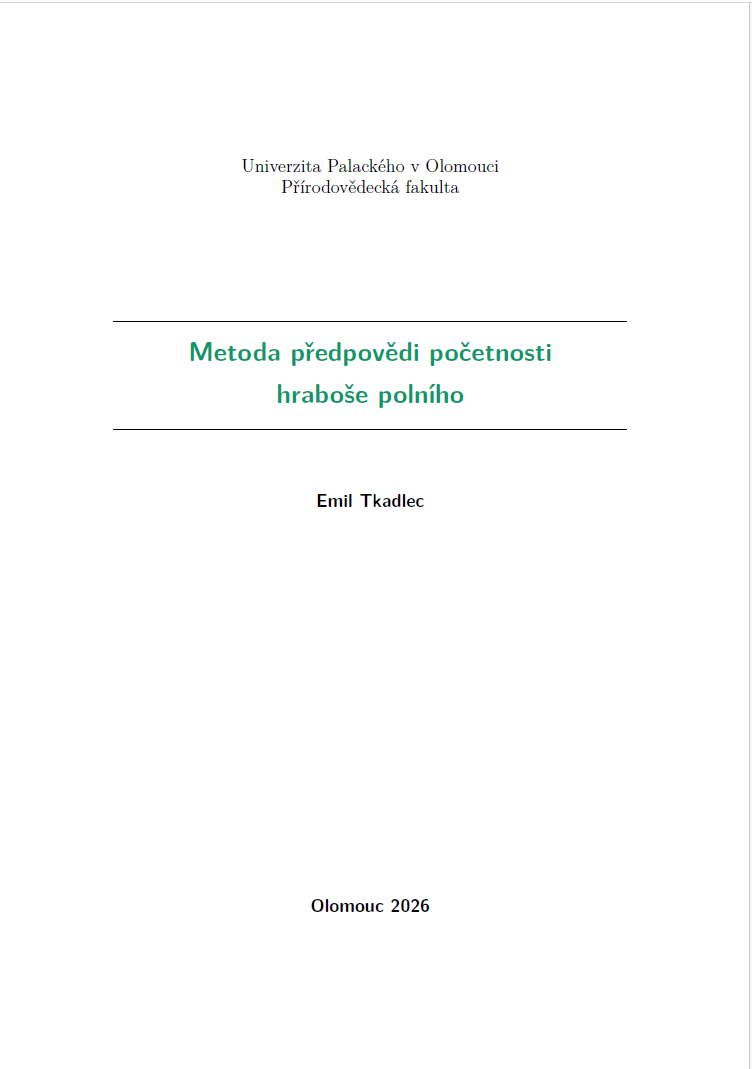 Univerzita Palackého v Olomouci
Přírodovědecká fakulta
Metoda předpovědi početnosti
hraboše polního
Emil Tkadlec
Olomouc 2026